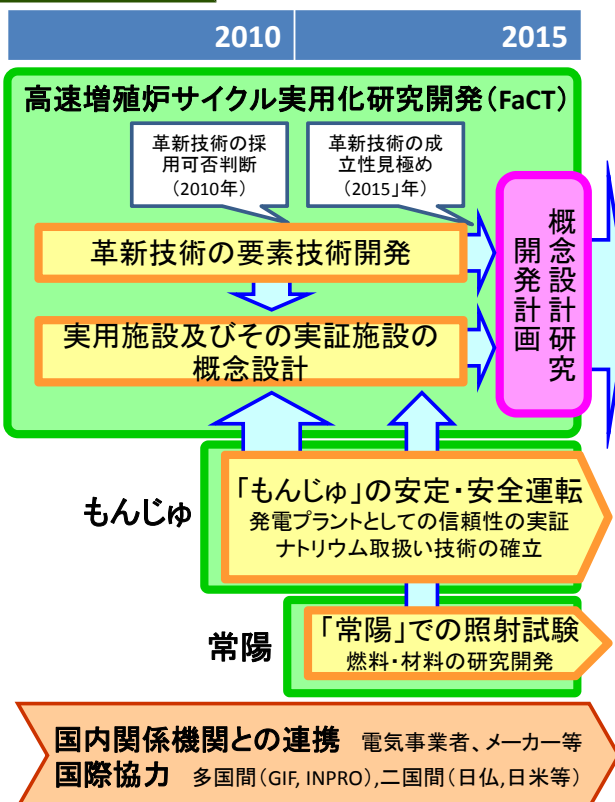 2010
2015
高速増殖炉サイクル実用化研究開発(FaCT)
革新技術の採
用可否判断
(2010年)
革新技術の成
立性見極め
(2015」年)
革新技術の要素技術開発
実用施設及びその実証施設の
概念設計
概念設計研究
開発計画
もんじゅ
「もんじゅ」の安定・安全運転
発電プラントとしての信頼性の実証
ナトリウム取扱い技術の確立
常陽
「常陽」での照射試験
燃料・材料の研究開発
国内関係機関との連携 電気事業者、メーカー等
国際協力 多国間(GIF, INPRO),二国間(日仏,日米等)